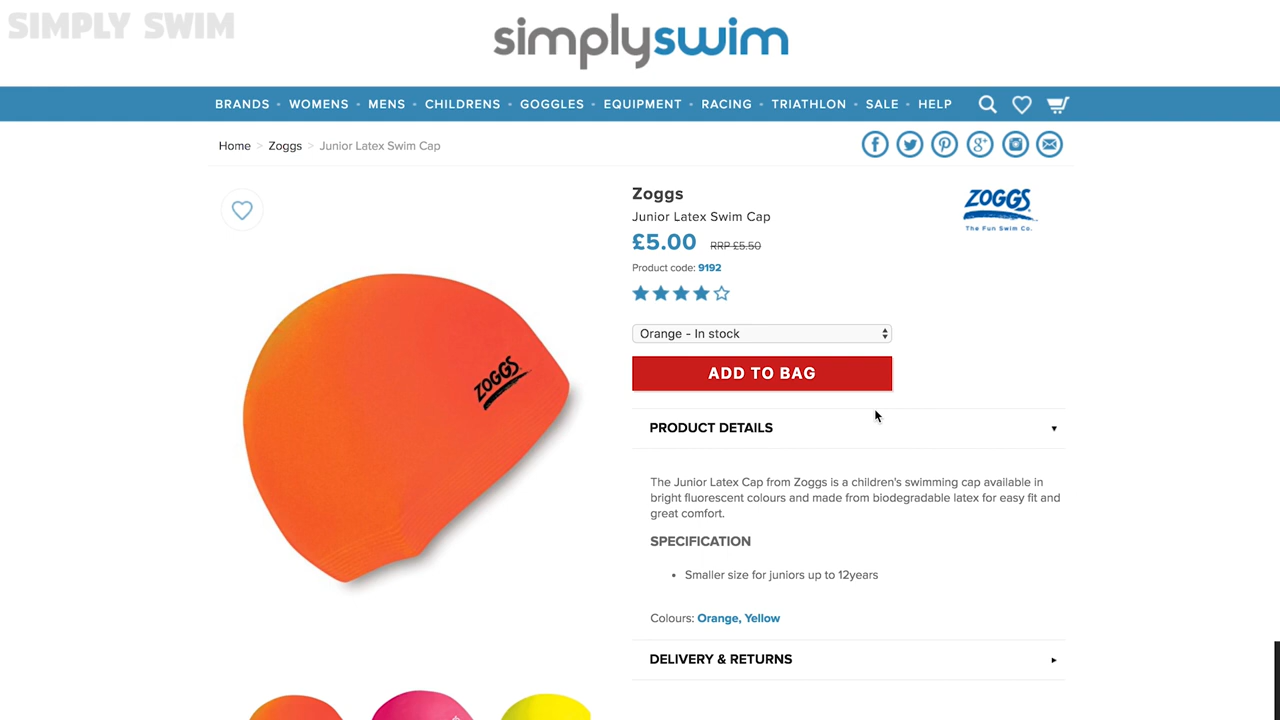 SIMPLY SWIM
simplyswim
BRANDS • WOMENS • MENS • CHILDRENS • GOGGLES • EQUIPMENT • RACING • TRIATHLON • SALE • HELP
Home > Zoggs > Junior Latex Swim Cap
Zoggs
ZOGGS
The Fun Swim Co.
Junior Latex Swim Cap
£5.00 RRP £5.50
Product code: 9192
Orange - In stock
ADD TO BAG
ZOGGS
PRODUCT DETAILS
The Junior Latex Cap from Zoggs is a children's swimming cap available in
bright fluorescent colours and made from biodegradable latex for easy fit and
great comfort.
SPECIFICATION
• Smaller size for juniors up to 12years
Colours: Orange, Yellow
DELIVERY & RETURNS